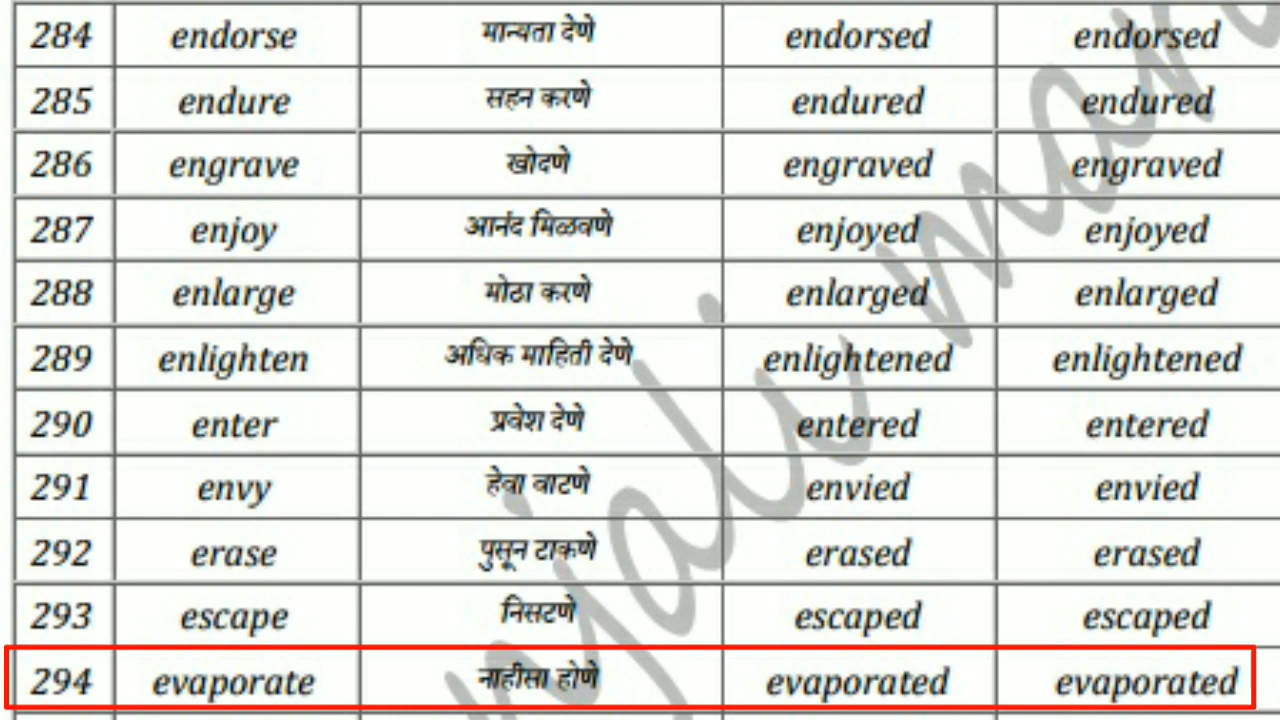 284 endorse मान्यता देणे endorsed endorsed
285 endure सहन करणे endured endured
286 engrave खोदणे engraved engraved
287 enjoy आनंद मिळवणे enjoyed enjoyed
288 enlarge मोठा करणे enlarged enlarged
289 enlighten अधिक माहिती देणे enlightened enlightened
290 enter प्रवेश देणे entered entered
291 envy हेवा वाटणे envied envied
292 erase पुसून टाकणे erased erased
293 escape निसटणे escaped escaped
294 evaporate नाहीसा होणे evaporated evaporated